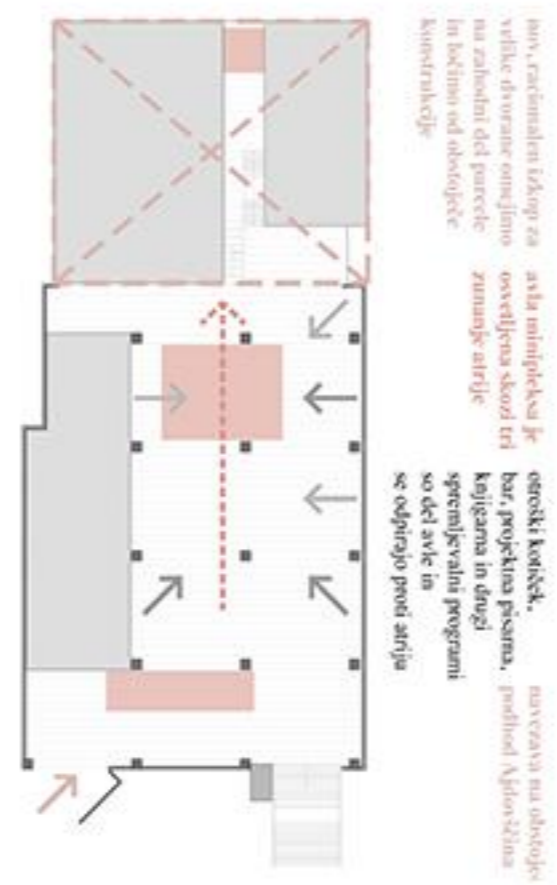 nov, racionalen izkop za
velike dvorane omejimo
na zahodni del parcele
in ločimo od obstoječe
konstrukcije
avla minipleksa je
osvetljena skozi tri
zunanje atrije
otroški kotiček,
bar, projektna pisarna,
knjigarna in drugi
spremljevalni programi
so del avle in
se odpirajo proti atriju
navezava na obstoječ
podhod Ajdovščina